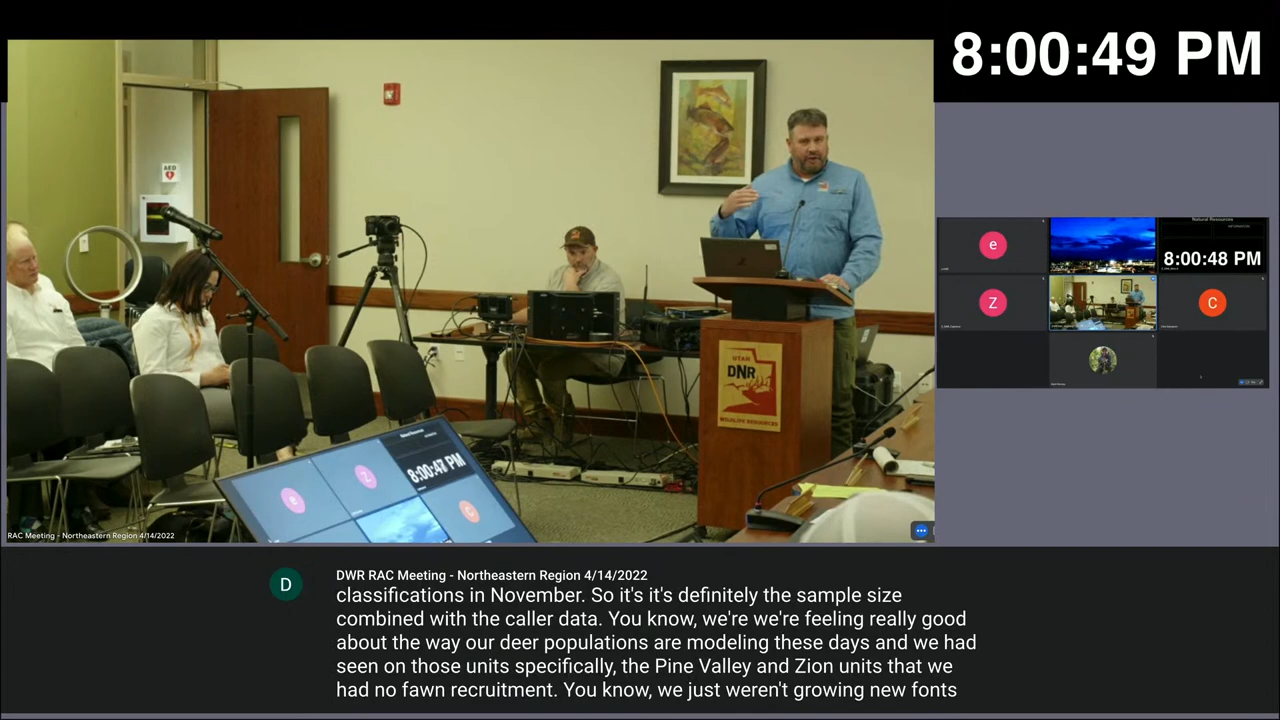 8:00:49 PM
AED
UTAH
DNR
WILDLIFE RESOURCES
8:00:47 PM
e
Z
C
RAC Meeting - Northeastern Region 4/14/2022
e
Natural Resources
8:00:48 PM
Z
C
D
DWR RAC Meeting - Northeastern Region 4/14/2022
classifications in November. So it's it's definitely the sample size
combined with the caller data. You know, we're we're feeling really good
about the way our deer populations are modeling these days and we had
seen on those units specifically, the Pine Valley and Zion units that we
had no fawn recruitment. You know, we just weren't growing new fonts